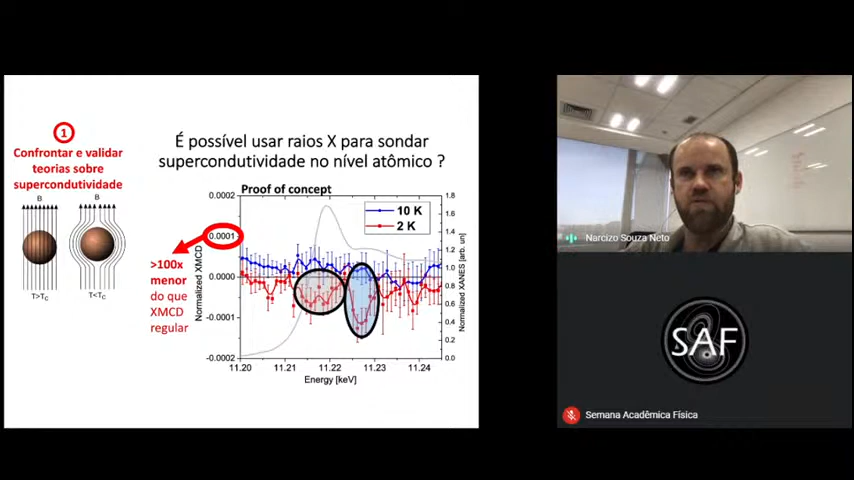 1
Confrontar e validar
teorias sobre
supercondutividade
B
B
T>Tc
T<Tc
É possível usar raios X para sondar
supercondutividade no nível atômico ?
Proof of concept
10 K
2 K
>100x
menor
do que
XMCD
regular
Normalized XMCD
0.0002
0.0001
0.0000
-0.0001
-0.0002
11.20
11.21
11.22
11.23
11.24
Energy [keV]
1.8
1.6
1.4
1.2
1.0
0.8
0.6
0.4
0.2
0.0
Normalized XANES [arb. un]
Narcizo Souza Neto
SAF
Semana Acadêmica Física